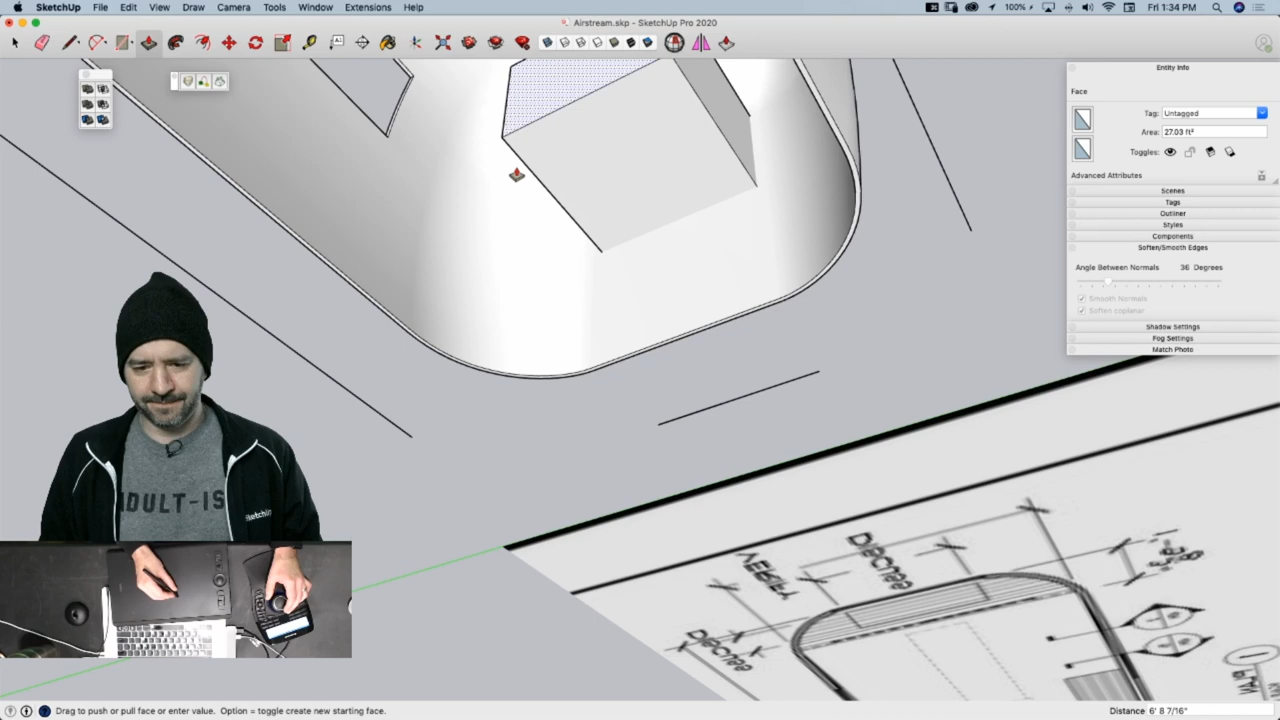 SketchUp File Edit View Draw Camera Tools Window Extensions Help
100% Fri 1:34 PM
Airstream.skp - SketchUp Pro 2020
Entity Info
Face
Tag: Untagged
Area: 27.03 ft²
Toggles:
Advanced Attributes
Scenes
Tags
Outliner
Styles
Components
Soften/Smooth Edges
Angle Between Normals 36 Degrees
Smooth Normals
Soften coplanar
Shadow Settings
Fog Settings
Match Photo
DULT-IS
SketchUp
VERIFY
Drag to push or pull face or enter value. Option = toggle create new starting face.
Distance 6' 8 7/16"